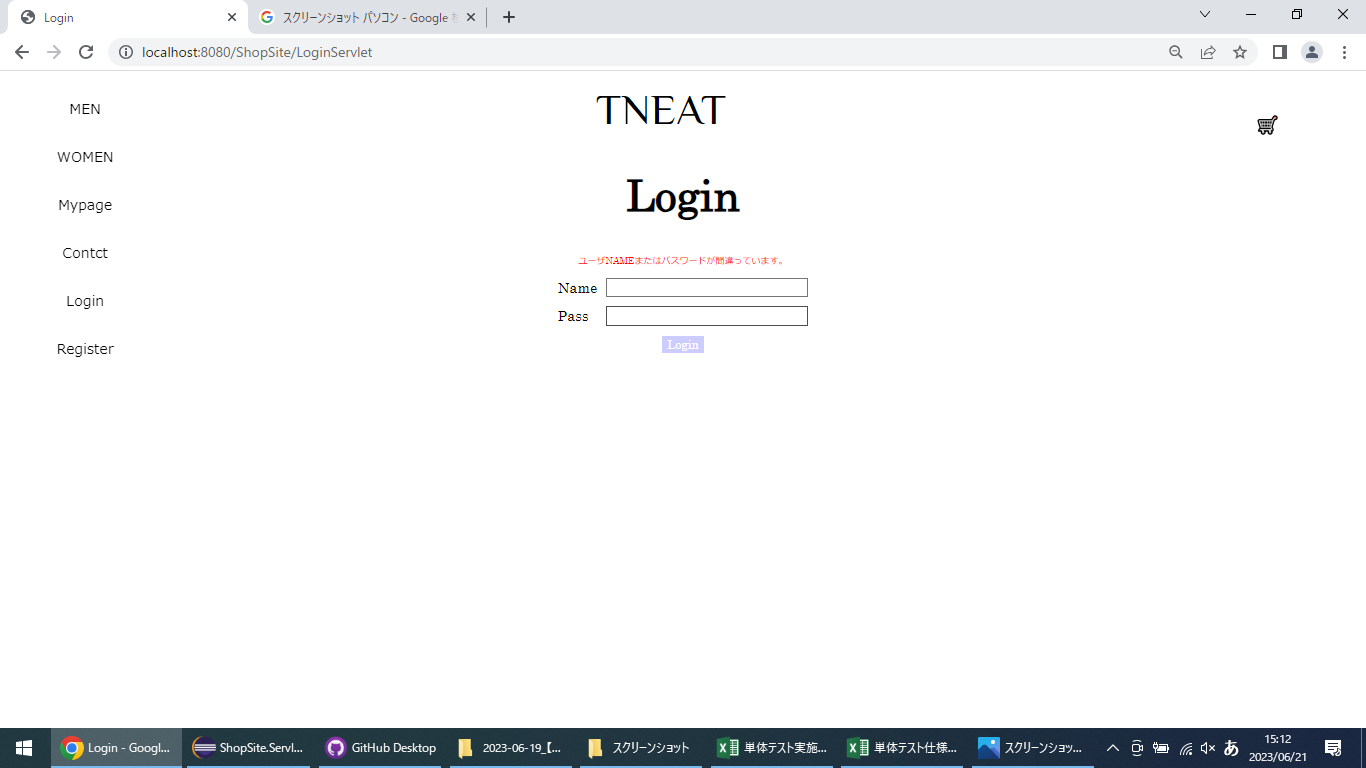 Login
スクリーンショット パソコン - Google
localhost:8080/ShopSite/LoginServlet
TNEAT
MEN
WOMEN
Mypage
Contct
Login
Register
Login
ユーザNAMEまたはパスワードが間違っています。
Name
Pass
Login
Login - Googl...
ShopSite.Servl...
GitHub Desktop
2023-06-19_【...
スクリーンショット
単体テスト実施...
単体テスト仕様...
スクリーンショッ...
あ
15:12
2023/06/21